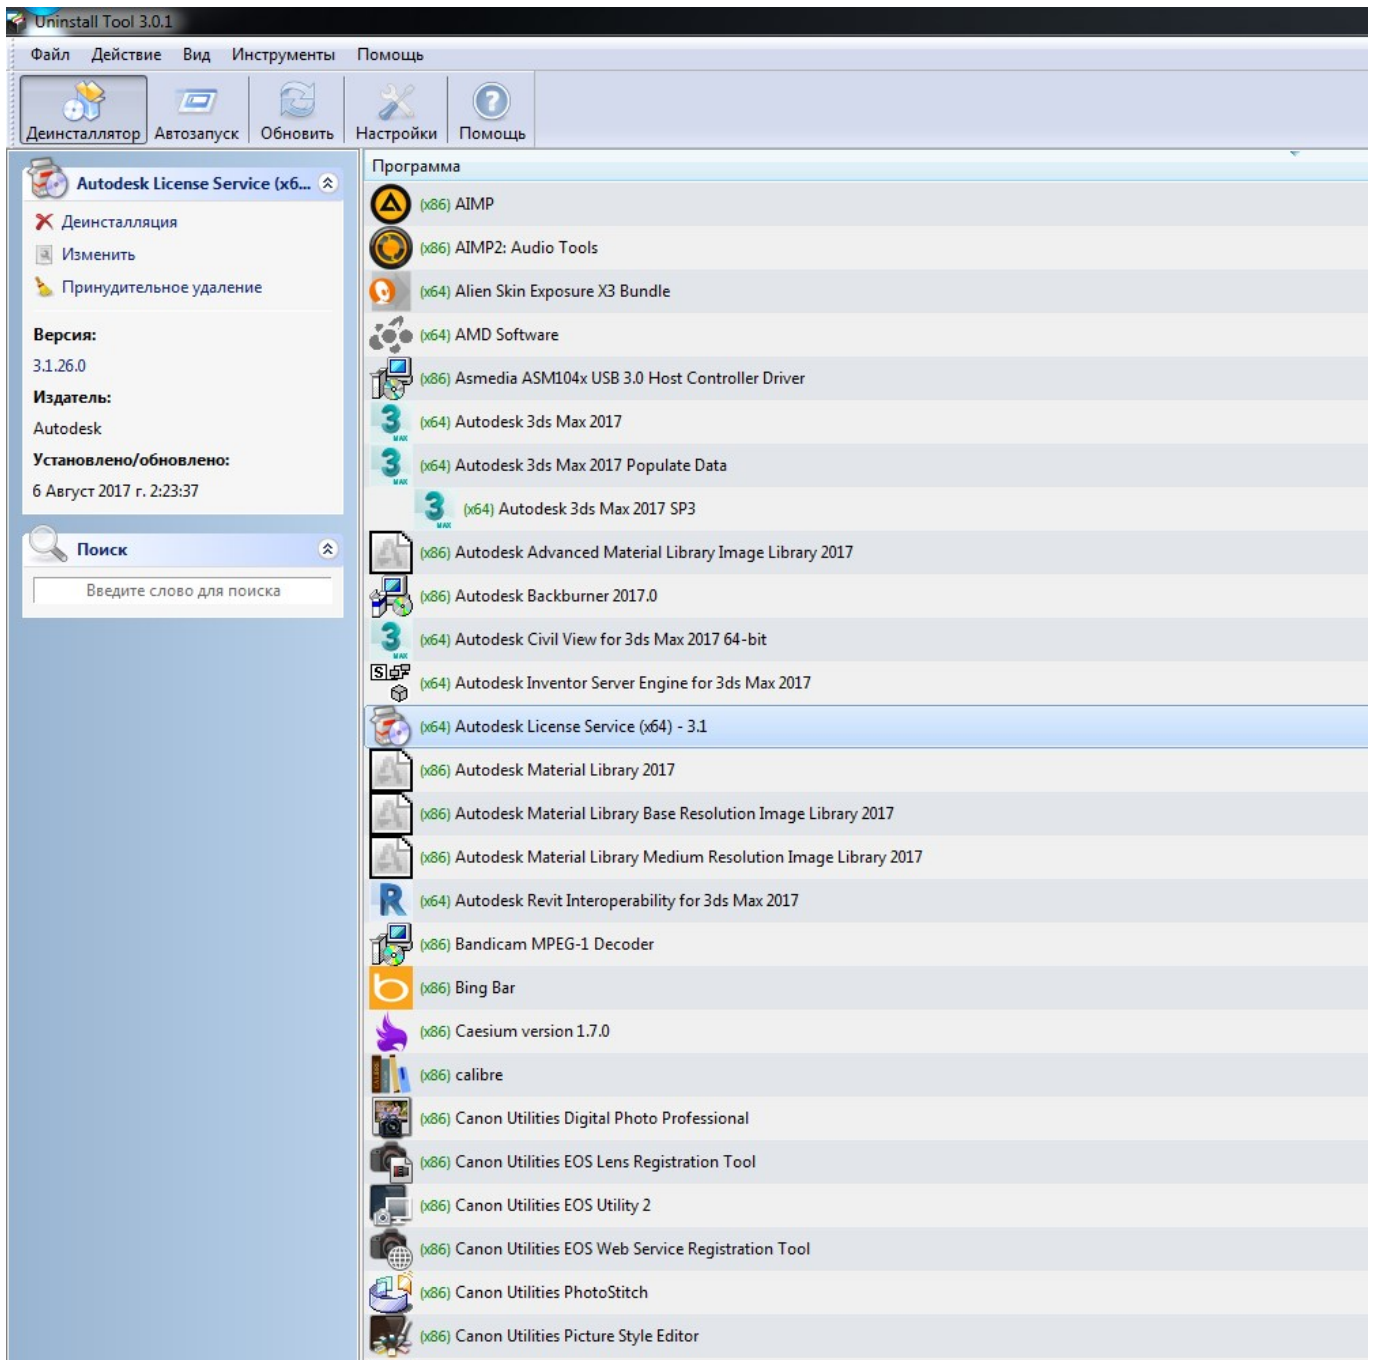 Uninstall Tool 3.0.1
Файл Действие Вид Инструменты Помощь
Деинсталлятор Автозапуск Обновить Настройки Помощь
Autodesk License Service (x6...
Деинсталляция
Изменить
Принудительное удаление
Версия:
3.1.26.0
Издатель:
Autodesk
Установлено/обновлено:
6 Август 2017 г. 2:23:37
Поиск
Введите слово для поиска
Программа
(x86) AIMP
(x86) AIMP2: Audio Tools
(x64) Alien Skin Exposure X3 Bundle
(x64) AMD Software
(x86) Asmedia ASM104x USB 3.0 Host Controller Driver
(x64) Autodesk 3ds Max 2017
(x64) Autodesk 3ds Max 2017 Populate Data
(x64) Autodesk 3ds Max 2017 SP3
(x86) Autodesk Advanced Material Library Image Library 2017
(x86) Autodesk Backburner 2017.0
(x64) Autodesk Civil View for 3ds Max 2017 64-bit
(x64) Autodesk Inventor Server Engine for 3ds Max 2017
(x64) Autodesk License Service (x64) - 3.1
(x86) Autodesk Material Library 2017
(x86) Autodesk Material Library Base Resolution Image Library 2017
(x86) Autodesk Material Library Medium Resolution Image Library 2017
(x64) Autodesk Revit Interoperability for 3ds Max 2017
(x86) Bandicam MPEG-1 Decoder
(x86) Bing Bar
(x86) Caesium version 1.7.0
(x86) calibre
(x86) Canon Utilities Digital Photo Professional
(x86) Canon Utilities EOS Lens Registration Tool
(x86) Canon Utilities EOS Utility 2
(x86) Canon Utilities EOS Web Service Registration Tool
(x86) Canon Utilities PhotoStitch
(x86) Canon Utilities Picture Style Editor